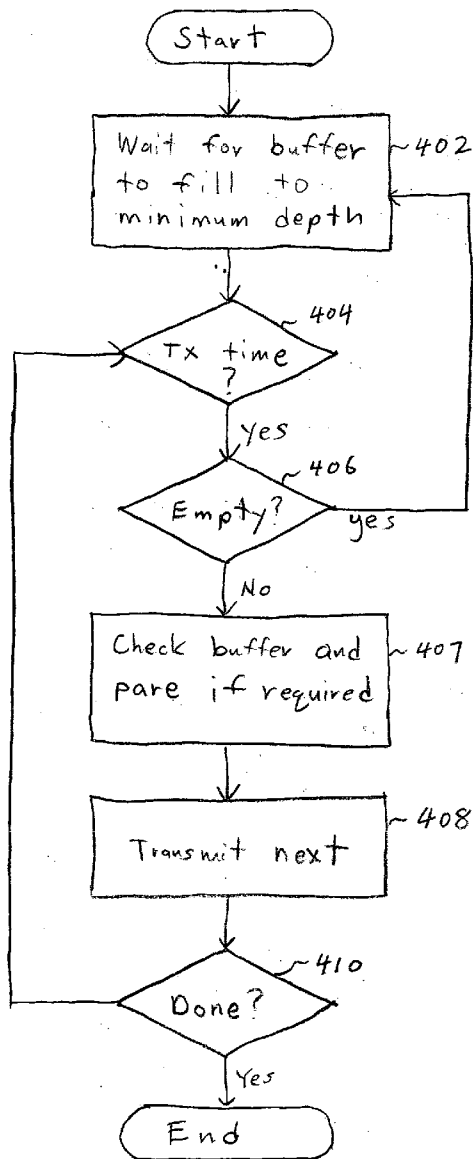 Start
Wait for buffer
to fill to
minimum depth
~402
~404
Tx time
?
Yes
~406
Empty?
yes
No
Check buffer and
pare if required
~407
Transmit next
~408
~410
Done?
Yes
End